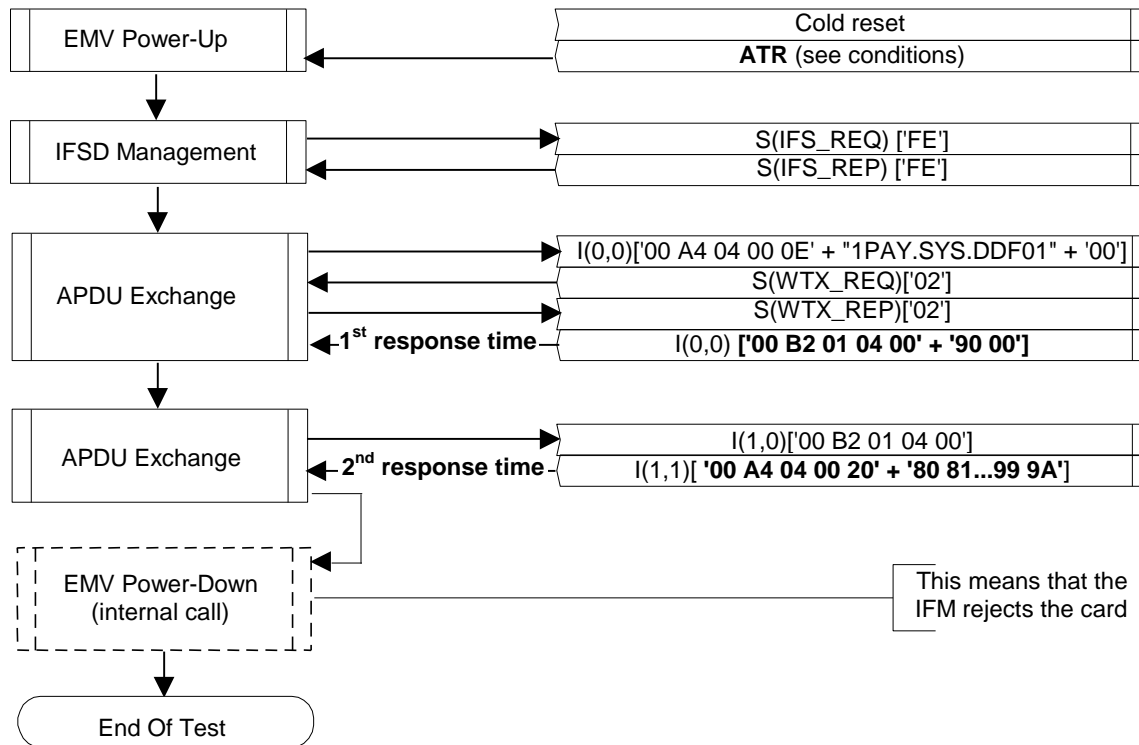 EMV Power-Up
Cold reset
ATR (see conditions)
IFSD Management
S(IFS_REQ) ['FE']
S(IFS_REP) ['FE']
APDU Exchange
I(0,0)['00 A4 04 00 0E' + "1PAY.SYS.DDF01" + '00']
S(WTX_REQ)['02']
S(WTX_REP)['02']
1st response time
I(0,0) ['00 B2 01 04 00' + '90 00']
APDU Exchange
I(1,0)['00 B2 01 04 00']
2nd response time
I(1,1)[ '00 A4 04 00 20' + '80 81...99 9A']
EMV Power-Down
(internal call)
This means that the
IFM rejects the card
End Of Test